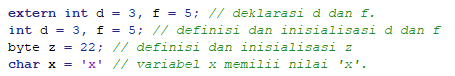 extern int d = 3, f = 5; // deklarasi d dan f.
int d = 3, f = 5; // definisi dan inisialisasi d dan f
byte z = 22; // definisi dan inisialisasi z
char x = 'x' // variabel x memilii nilai 'x'.